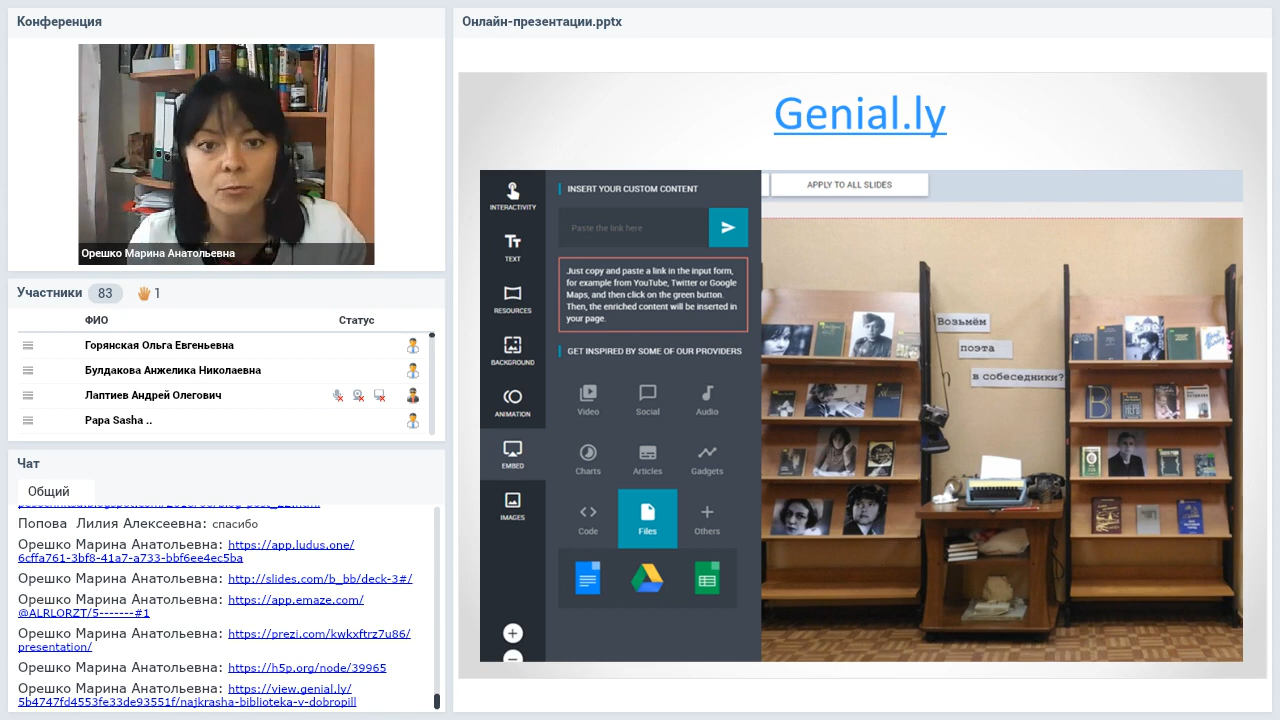 Конференция
Орешко Марина Анатольевна
Участники 83 1
ФИО Статус
Горянская Ольга Евгеньевна
Булдакова Анжелика Николаевна
Лаптиев Андрей Олегович
Papa Sasha ..
Чат
Общий
Попова Лилия Алексеевна: спасибо
Орешко Марина Анатольевна: https://app.ludus.one/
6cffa761-3bf8-41a7-a733-bbf6ee4ec5ba
Орешко Марина Анатольевна: http://slides.com/b_bb/deck-3#/
Орешко Марина Анатольевна: https://app.emaze.com/
@ALRLORZT/5-------#1
Орешко Марина Анатольевна: https://prezi.com/kwkxftrz7u86/
presentation/
Орешко Марина Анатольевна: https://h5p.org/node/39965
Орешко Марина Анатольевна: https://view.genial.ly/
5b4747fd4553fe33de93551f/najkrasha-biblioteka-v-dobropill
Онлайн-презентации.pptx
Genial.ly
INTERACTIVITY
TEXT
RESOURCES
BACKGROUND
ANIMATION
EMBED
IMAGES
INSERT YOUR CUSTOM CONTENT
Paste the link here
Just copy and paste a link in the input form,
for example from YouTube, Twitter or Google
Maps, and then click on the green button.
Then, the enriched content will be inserted in
your page.
GET INSPIRED BY SOME OF OUR PROVIDERS
Video Social Audio
Charts Articles Gadgets
Code Files Others
APPLY TO ALL SLIDES
Возьмём
поэта
в собеседники?